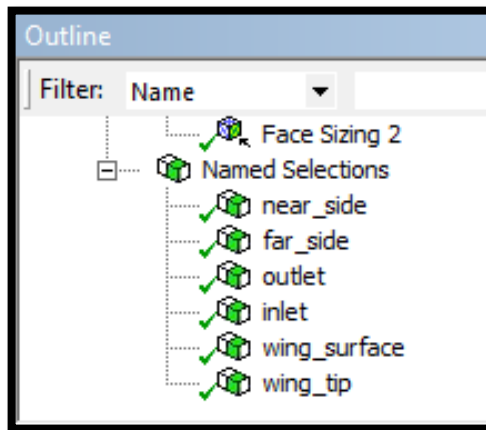 Outline
Filter: Name
Face Sizing 2
Named Selections
near_side
far_side
outlet
inlet
wing_surface
wing_tip